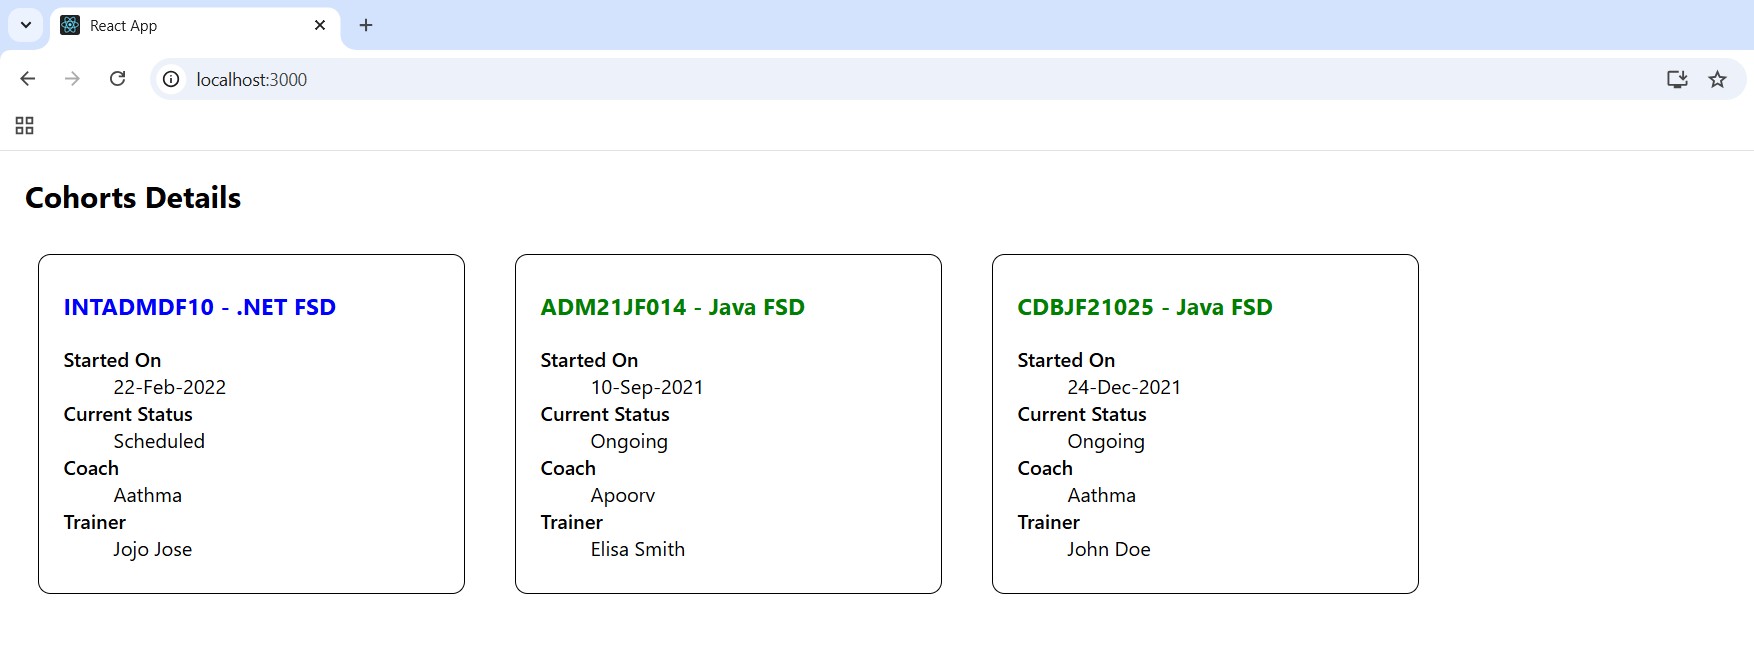 React App
localhost:3000
Cohorts Details
INTADMDF10 - .NET FSD
Started On
22-Feb-2022
Current Status
Scheduled
Coach
Aathma
Trainer
Jojo Jose
ADM21JF014 - Java FSD
Started On
10-Sep-2021
Current Status
Ongoing
Coach
Apoorv
Trainer
Elisa Smith
CDBJF21025 - Java FSD
Started On
24-Dec-2021
Current Status
Ongoing
Coach
Aathma
Trainer
John Doe